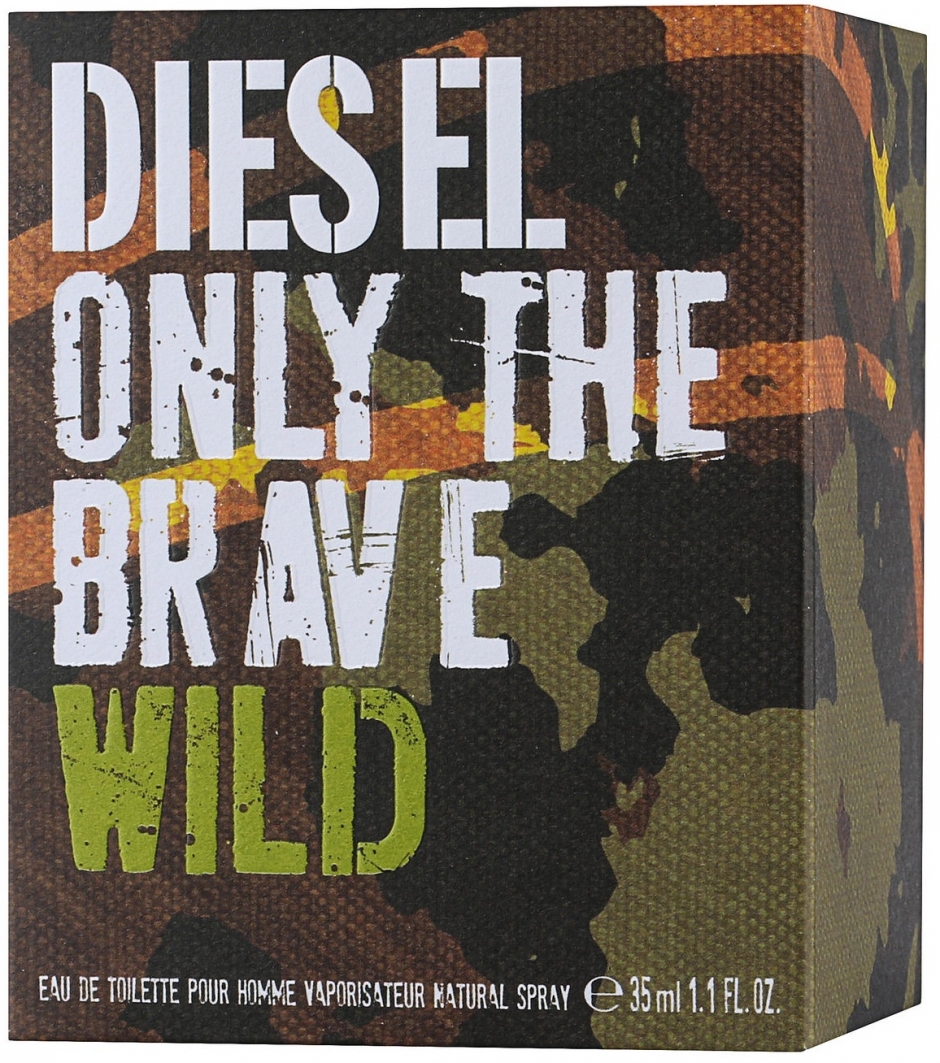 DIESEL
ONLY THE
BRAVE
WILD
EAU DE TOILETTE POUR HOMME VAPORISATEUR NATURAL SPRAY ℮ 35 ml 1.1 FL. OZ.